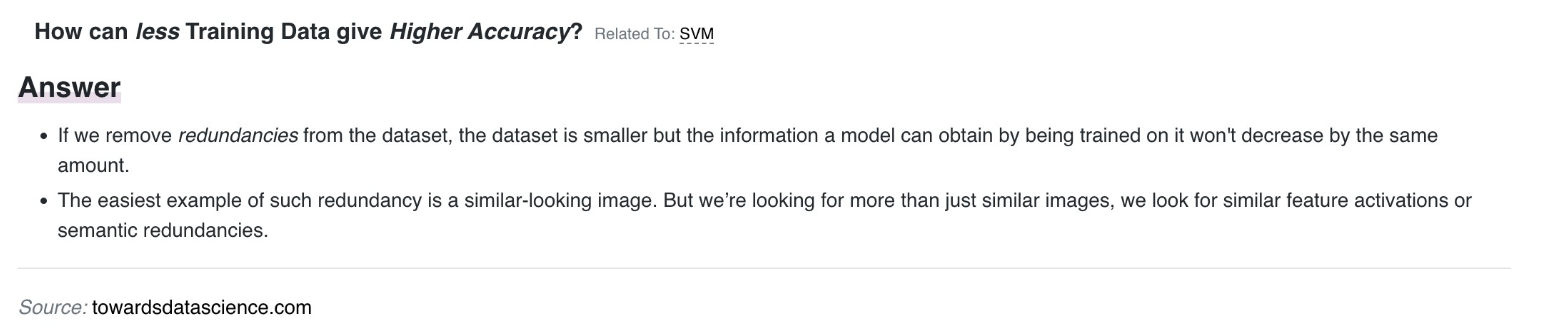 How can less Training Data give Higher Accuracy? Related To: SVM
Answer
• If we remove redundancies from the dataset, the dataset is smaller but the information a model can obtain by being trained on it won't decrease by the same
amount.
• The easiest example of such redundancy is a similar-looking image. But we’re looking for more than just similar images, we look for similar feature activations or
semantic redundancies.
Source: towardsdatascience.com